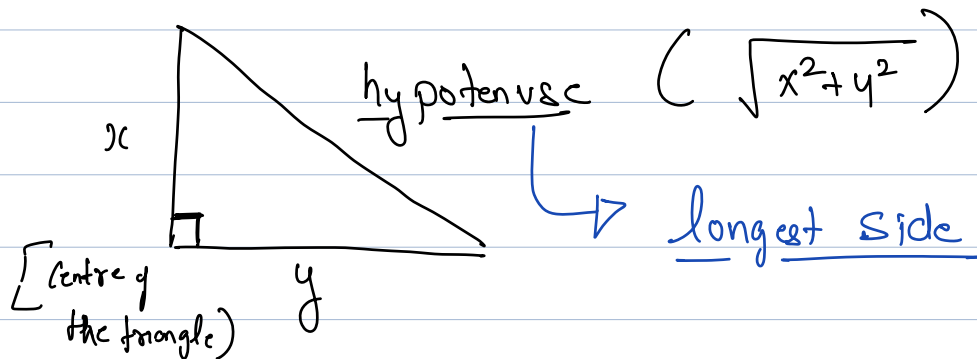 hypotenuse ( √x²+y² )
x
longest side
y
[Centre of
the triangle)